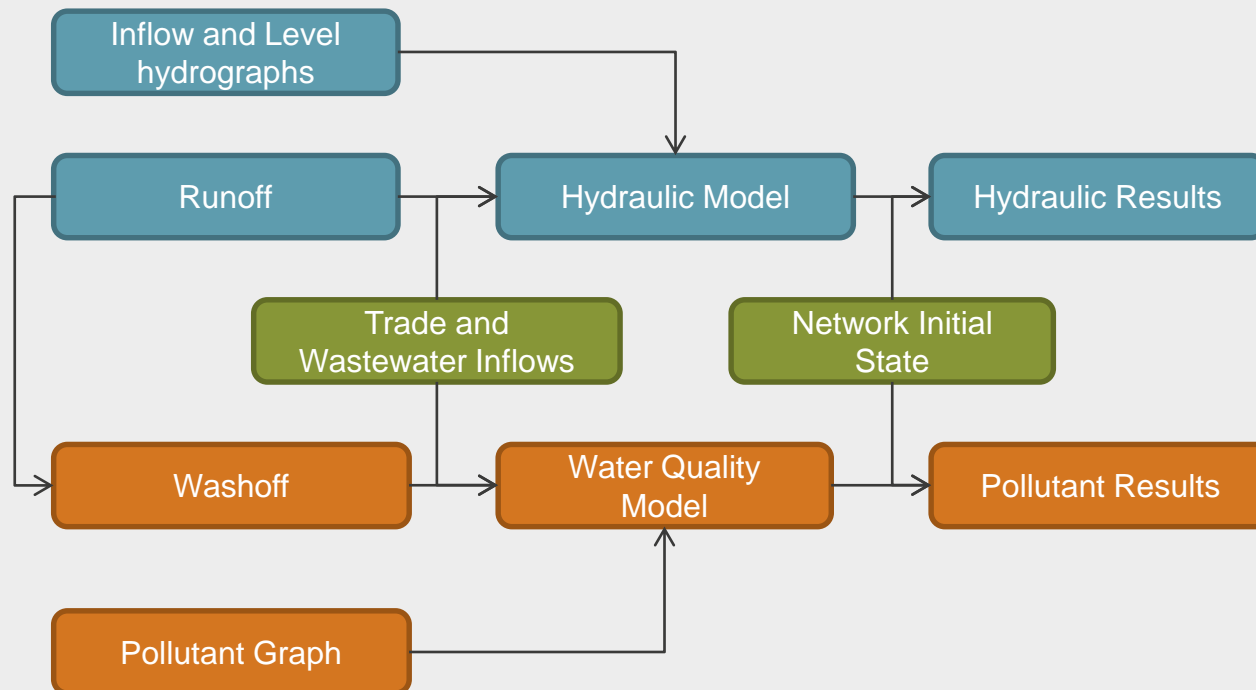 Inflow and Level
hydrographs
Runoff
Hydraulic Model
Hydraulic Results
Trade and
Wastewater Inflows
Network Initial
State
Washoff
Water Quality
Model
Pollutant Results
Pollutant Graph